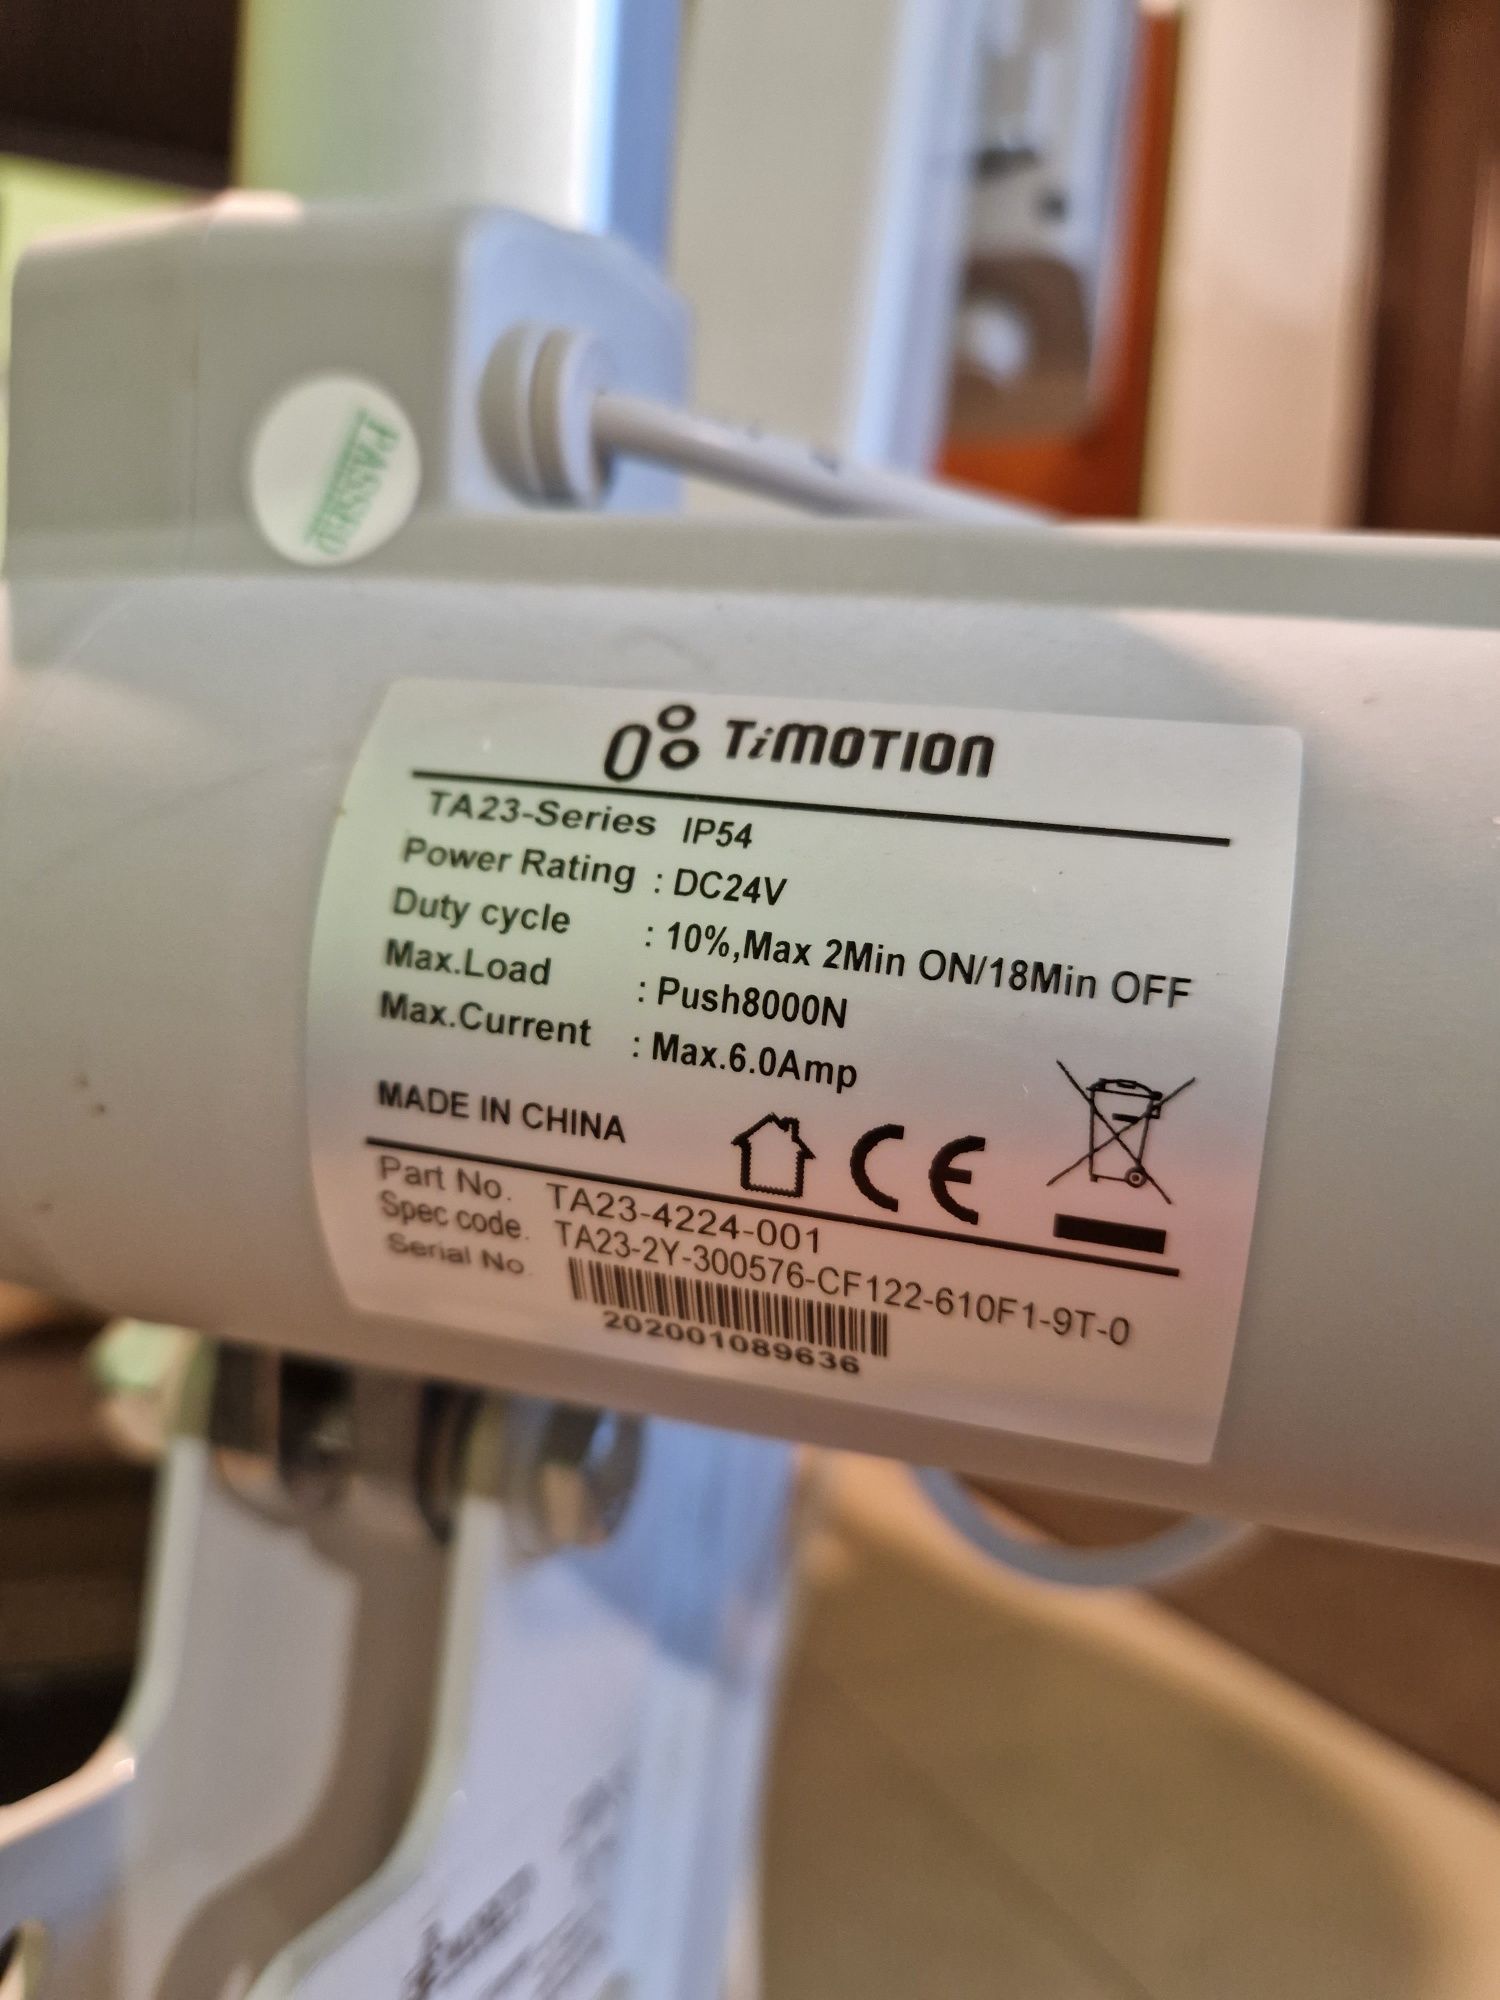 PASSED
TiMOTION
TA23-Series IP54
Power Rating : DC24V
Duty cycle : 10%,Max 2Min ON/18Min OFF
Max.Load : Push8000N
Max.Current : Max.6.0Amp
MADE IN CHINA CE
Part No. TA23-4224-001
Spec code. TA23-2Y-300576-CF122-610F1-9T-0
Serial No.
202001089636